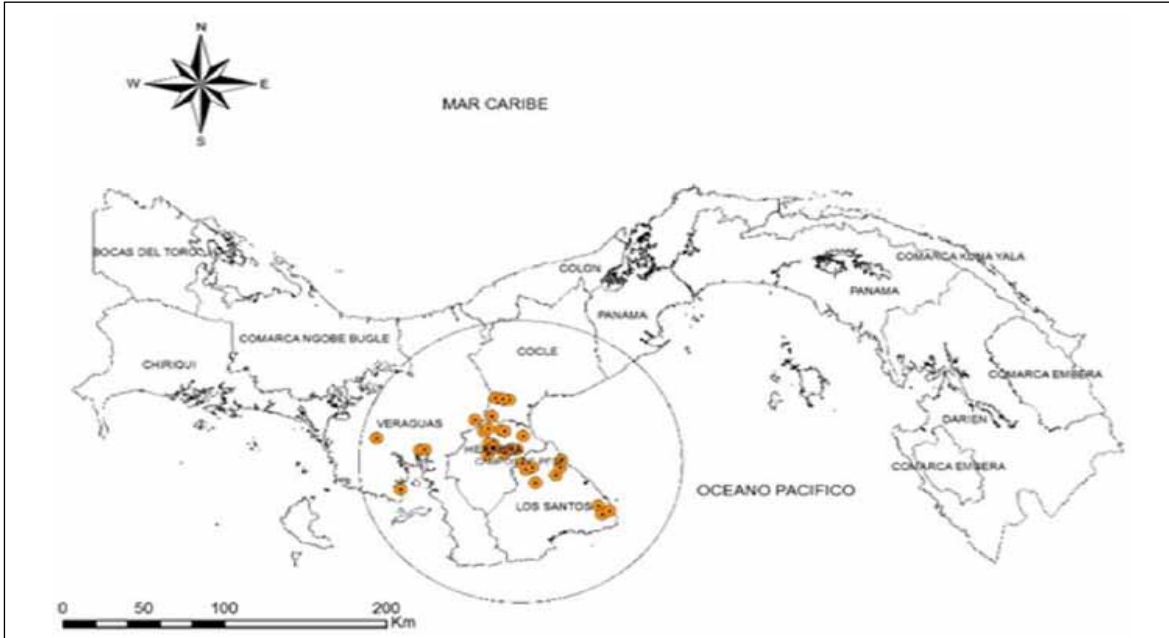 N
W E
S
MAR CARIBE
BOCAS DEL TORO
COLON
COMARCA KUNA YALA
PANAMA
PANAMA
COMARCA NGOBE BUGLE
COCLE
CHIRIQUI
COMARCA EMBERA
VERAGUAS
DARIEN
COMARCA EMBERA
OCEANO PACIFICO
LOS SANTOS
0 50 100 200
Km